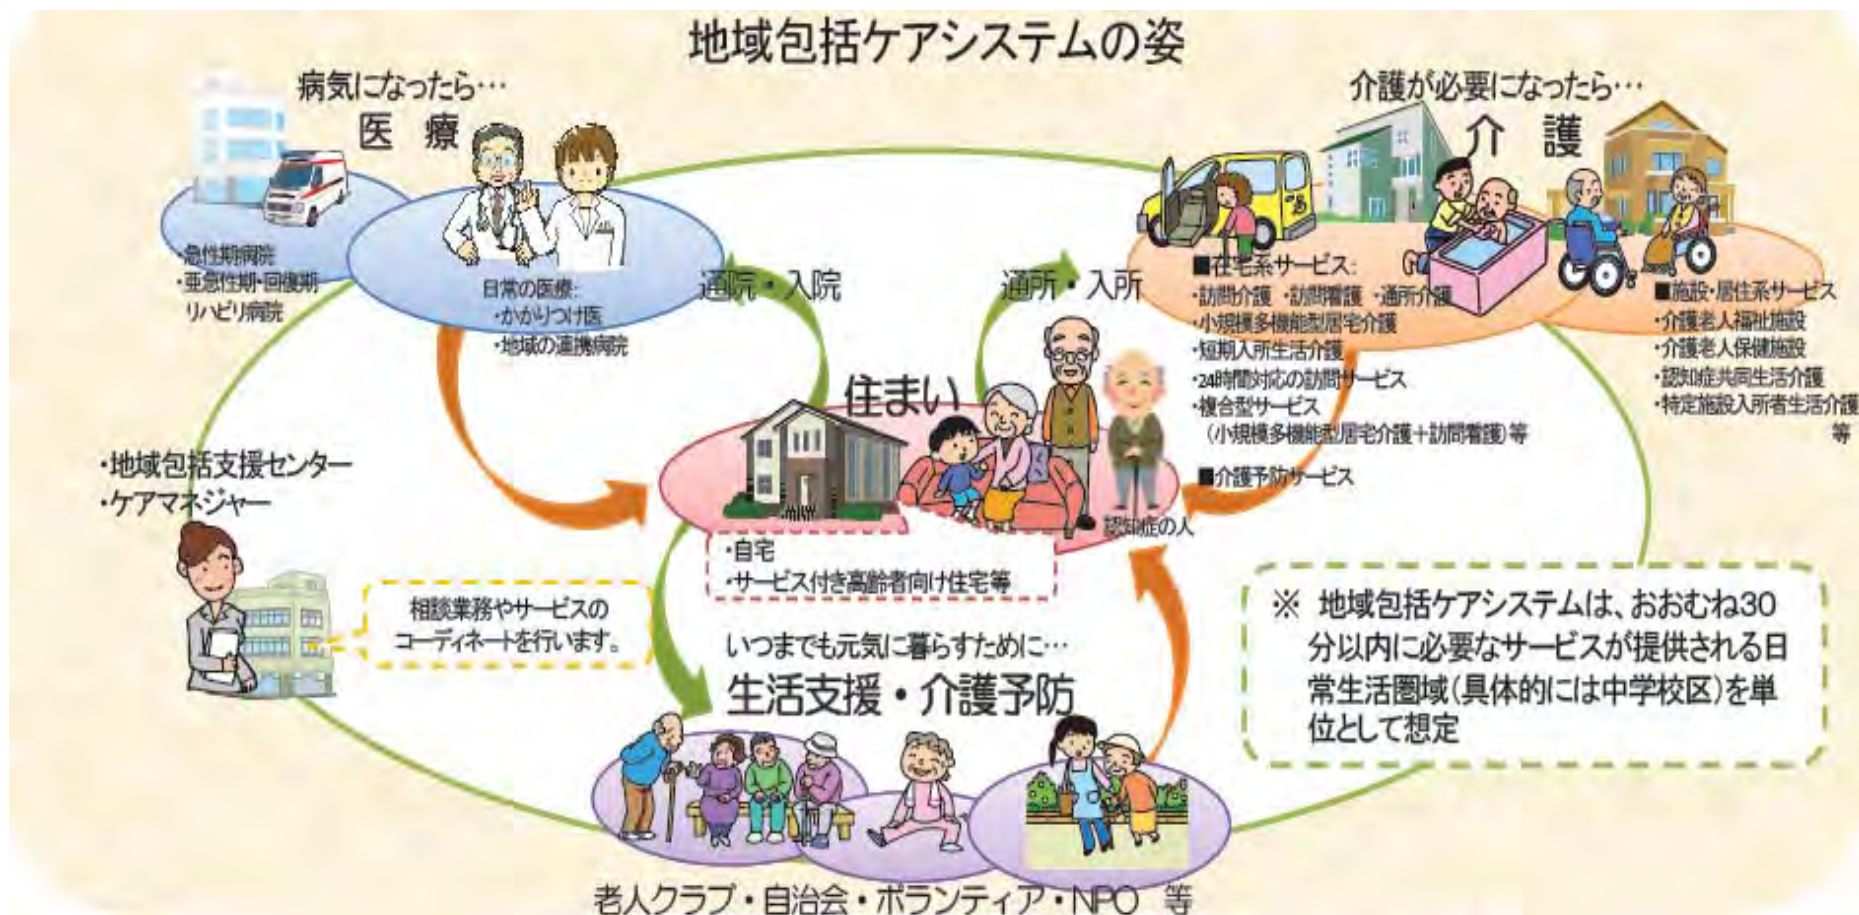 地域包括ケアシステムの姿
病気になったら…
医 療
・急性期病院
・亜急性期・回復期
リハビリ病院
日常の医療:
・かかりつけ医
・地域の連携病院
通院・入院
通所・入所
介護が必要になったら…
介 護
■在宅系サービス:
・訪問介護 ・訪問看護 ・通所介護
・小規模多機能型居宅介護
・短期入所生活介護
・24時間対応の訪問サービス
・複合型サービス
(小規模多機能型居宅介護+訪問看護)等
■介護予防サービス
■施設・居住系サービス
・介護老人福祉施設
・介護老人保健施設
・認知症共同生活介護
・特定施設入所者生活介護
等
住まい
認知症の人
・自宅
・サービス付き高齢者向け住宅等
・地域包括支援センター
・ケアマネジャー
相談業務やサービスの
コーディネートを行います。
いつまでも元気に暮らすために…
生活支援・介護予防
老人クラブ・自治会・ボランティア・NPO 等
※ 地域包括ケアシステムは、おおむね30
分以内に必要なサービスが提供される日
常生活圏域(具体的には中学校区)を単
位として想定